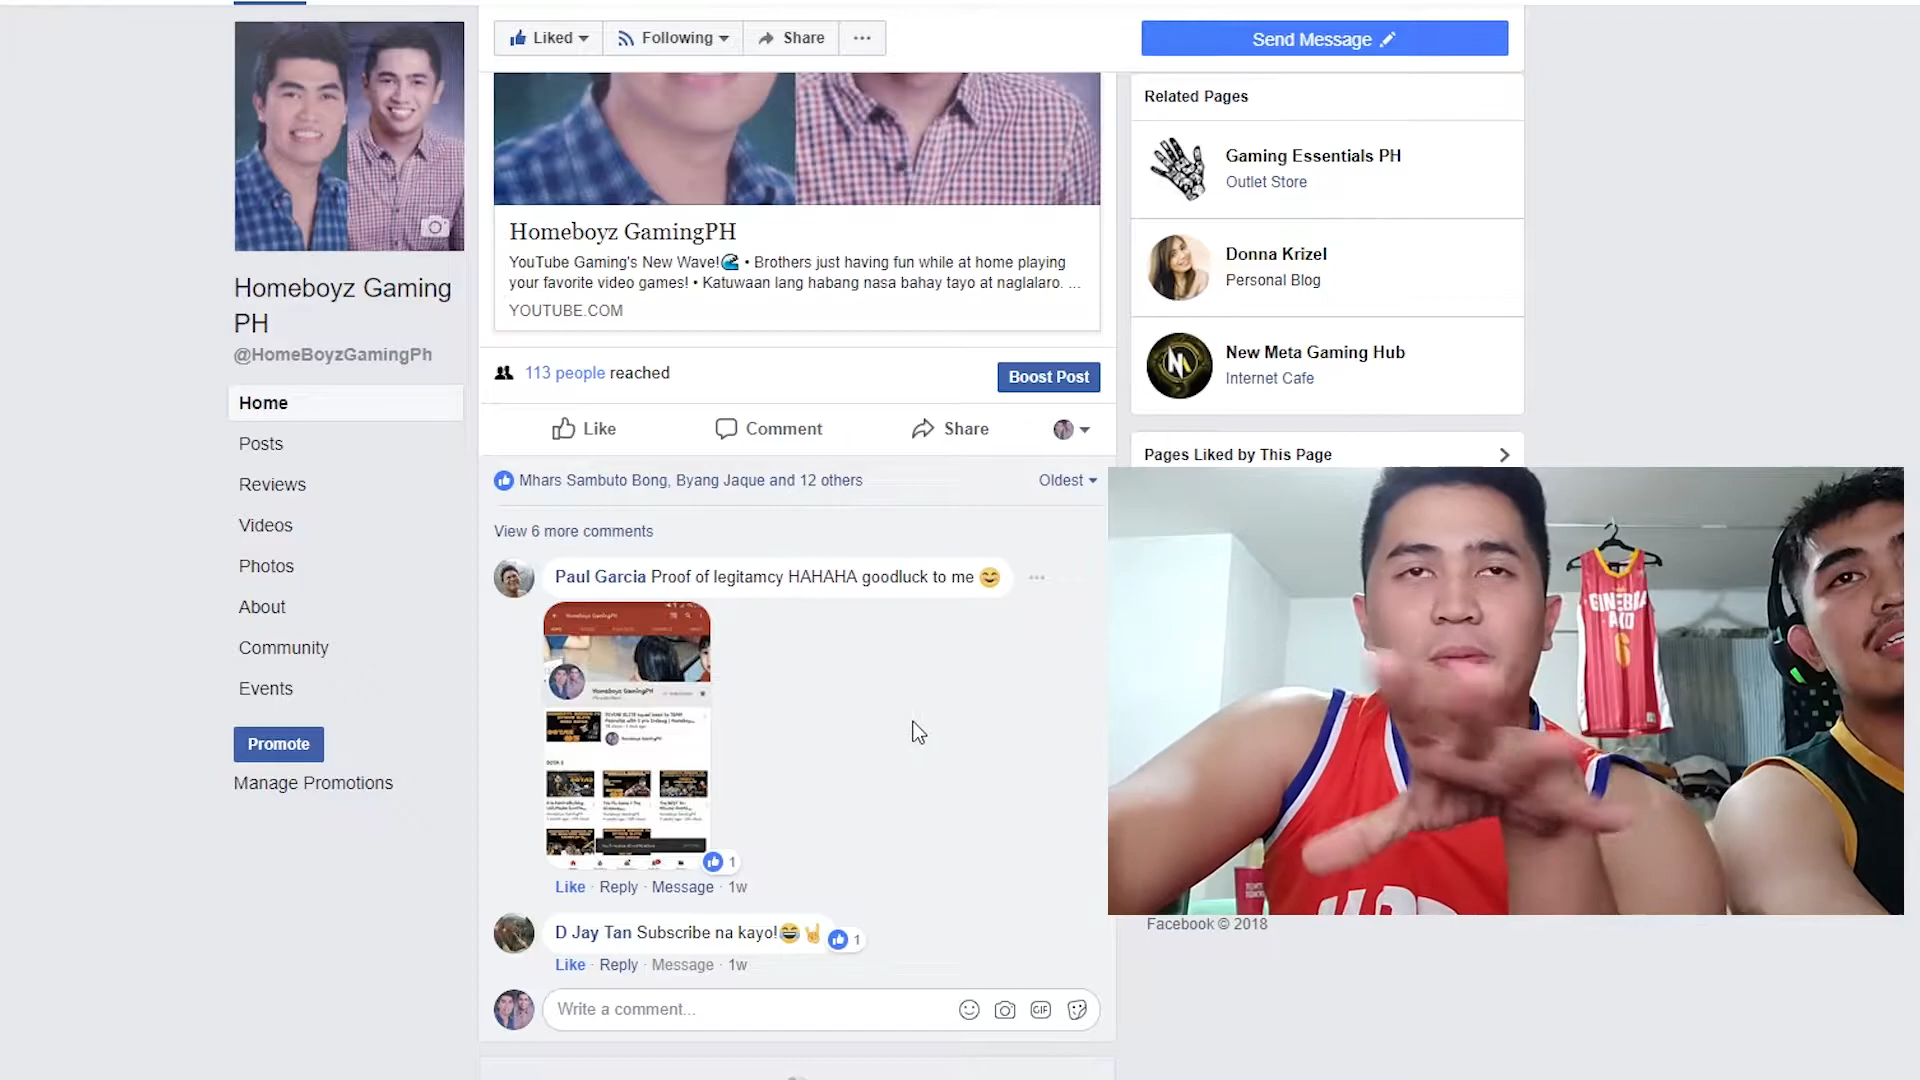 Liked
Following
Share
Send Message
Homeboyz Gaming
PH
@HomeBoyzGamingPh
Home
Posts
Reviews
Videos
Photos
About
Community
Events
Promote
Manage Promotions
Homeboyz GamingPH
YouTube Gaming's New Wave!🌊 • Brothers just having fun while at home playing
your favorite video games! • Katuwaan lang habang nasa bahay tayo at naglalaro. ...
YOUTUBE.COM
113 people reached
Boost Post
Like
Comment
Share
Mhars Sambuto Bong, Byang Jaque and 12 others
Oldest
View 6 more comments
Paul Garcia Proof of legitamcy HAHAHA goodluck to me 😊
Homeboyz GamingPH
1
Like · Reply · Message · 1w
D Jay Tan Subscribe na kayo!😂🤘
1
Like · Reply · Message · 1w
Write a comment...
GIF
Related Pages
Gaming Essentials PH
Outlet Store
Donna Krizel
Personal Blog
New Meta Gaming Hub
Internet Cafe
Pages Liked by This Page
GINEBRA
AKO
6
Facebook © 2018